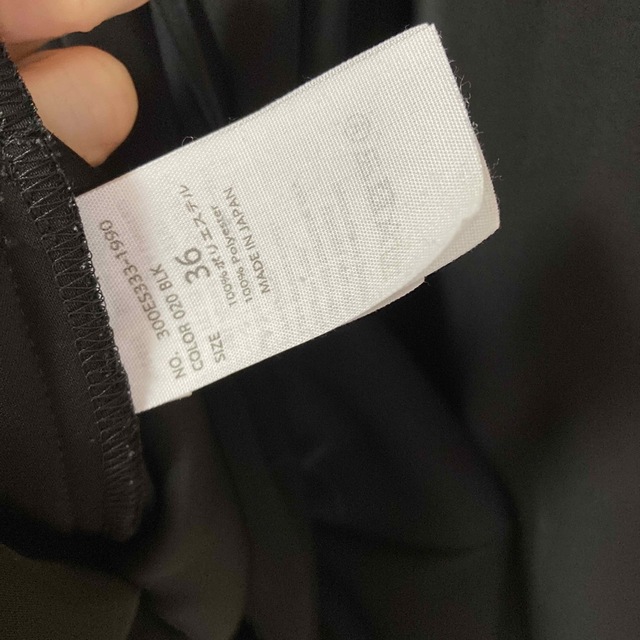 NO. 300ES333-1990
COLOR 020 BLK
SIZE
36
100%ポリエステル
100% Polyester
MADE IN JAPAN